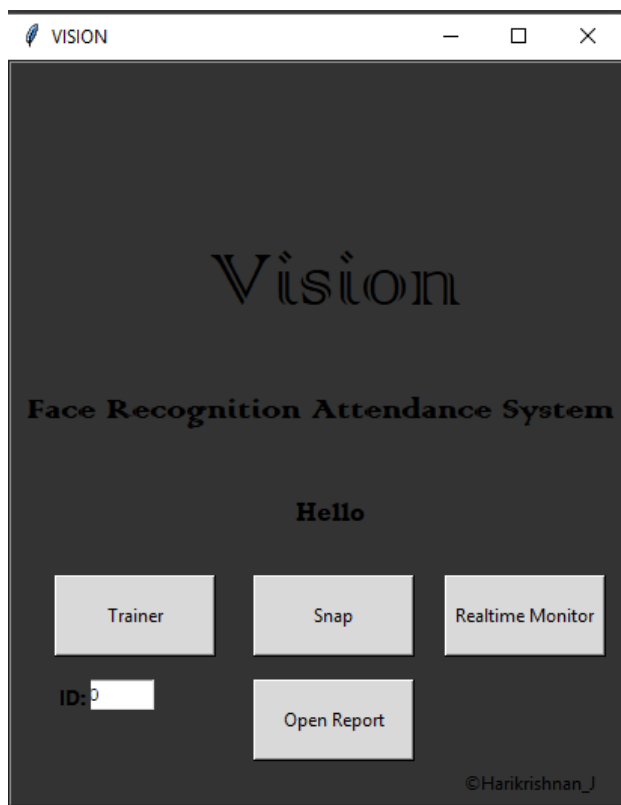 VISION
Vision
Face Recognition Attendance System
Hello
Trainer Snap Realtime Monitor
ID: 0
Open Report
©Harikrishnan_J